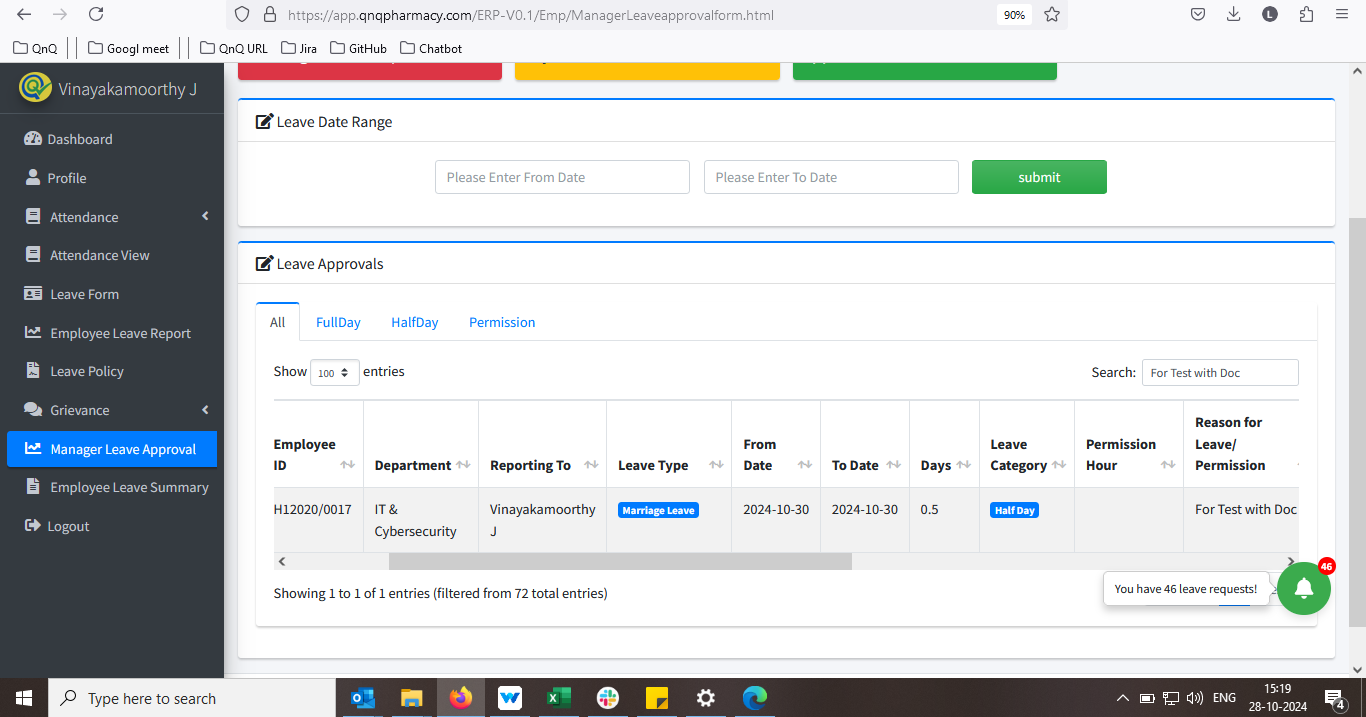 https://app.qnqpharmacy.com/ERP-V0.1/Emp/ManagerLeaveapprovalform.html
90%
L
QnQ
Googl meet
QnQ URL
Jira
GitHub
Chatbot
Vinayakamoorthy J
Dashboard
Profile
Attendance
Attendance View
Leave Form
Employee Leave Report
Leave Policy
Grievance
Manager Leave Approval
Employee Leave Summary
Logout
Leave Date Range
Please Enter From Date
Please Enter To Date
submit
Leave Approvals
All
FullDay
HalfDay
Permission
Show 100 entries
Search: For Test with Doc
Employee ID
Department
Reporting To
Leave Type
From Date
To Date
Days
Leave Category
Permission Hour
Reason for Leave/ Permission
H12020/0017
IT & Cybersecurity
Vinayakamoorthy J
Marriage Leave
2024-10-30
2024-10-30
0.5
Half Day
For Test with Doc
Showing 1 to 1 of 1 entries (filtered from 72 total entries)
You have 46 leave requests!
46
Type here to search
ENG
15:19
28-10-2024
4